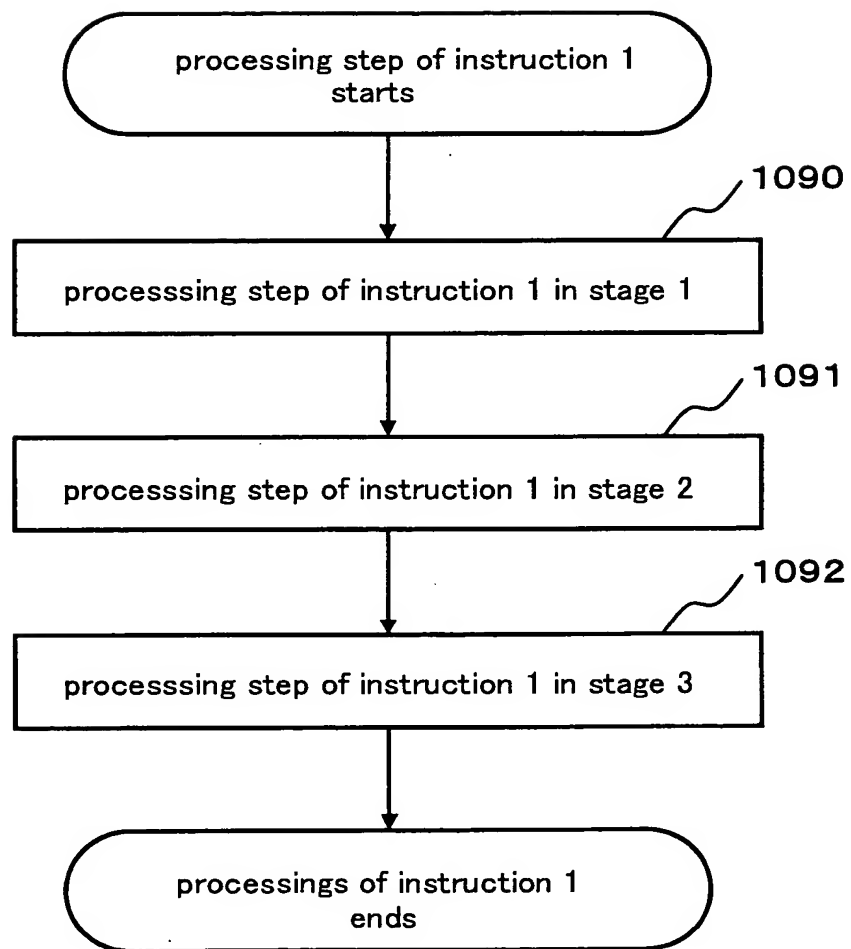 processing step of instruction 1
starts
1090
processsing step of instruction 1 in stage 1
1091
processsing step of instruction 1 in stage 2
1092
processsing step of instruction 1 in stage 3
processings of instruction 1
ends